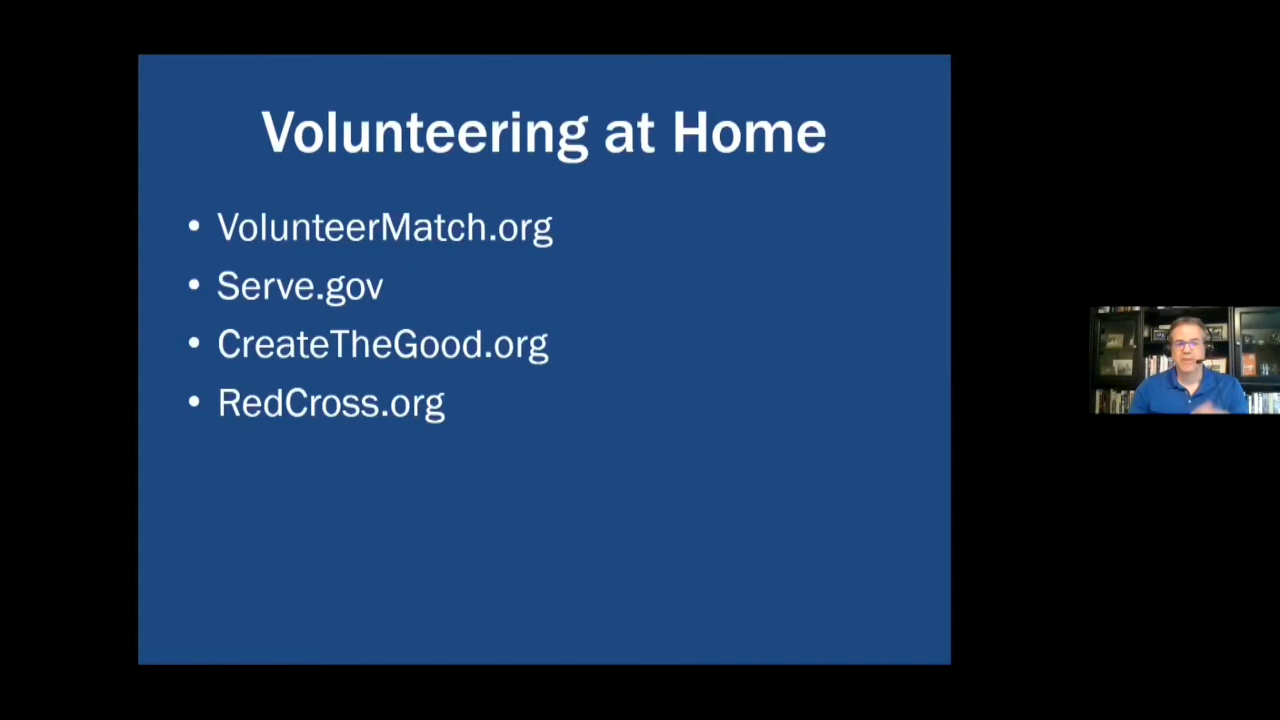 Volunteering at Home
• VolunteerMatch.org
• Serve.gov
• CreateTheGood.org
• RedCross.org